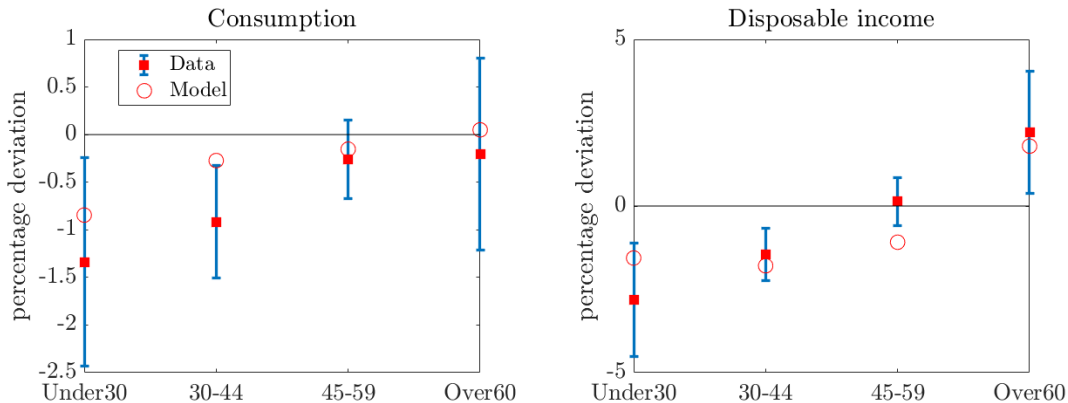 Consumption
percentage deviation
1
0.5
0
-0.5
-1
-1.5
-2
-2.5
Data
Model
Under30 30-44 45-59 Over60
Disposable income
percentage deviation
5
0
-5
Under30 30-44 45-59 Over60